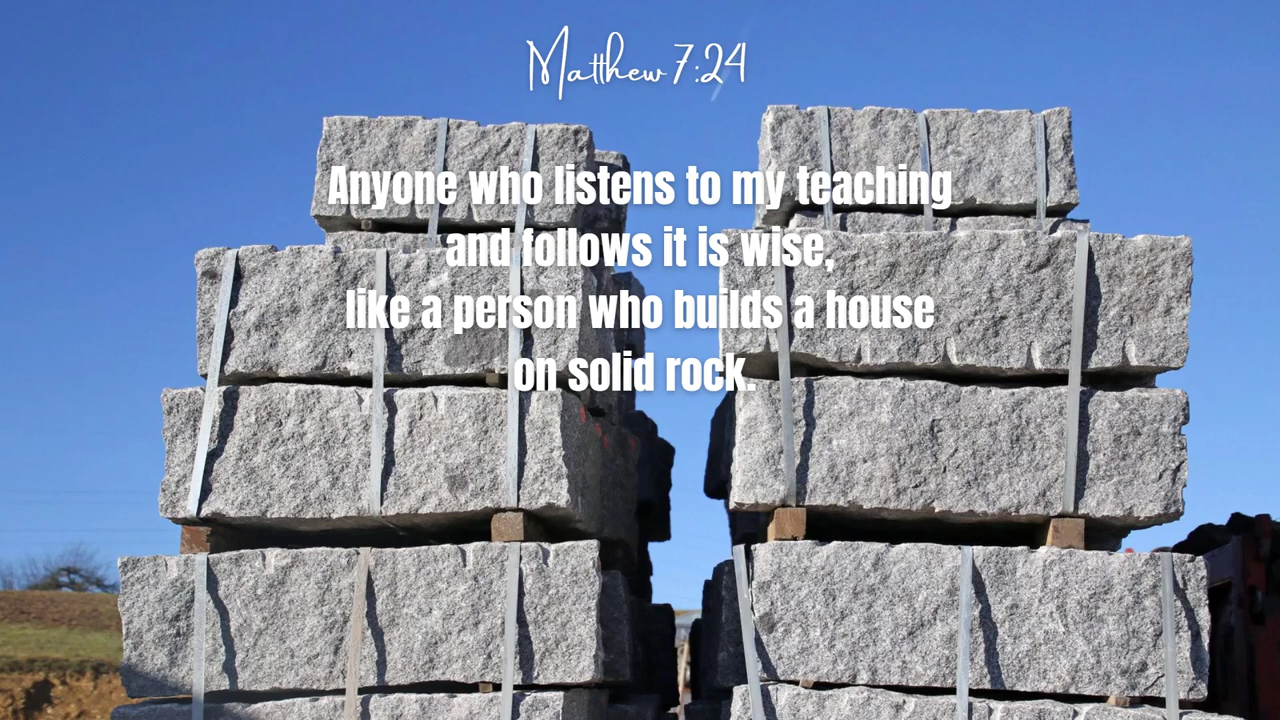 Matthew 7:24
Anyone who listens to my teaching
and follows it is wise,
like a person who builds a house
on solid rock.